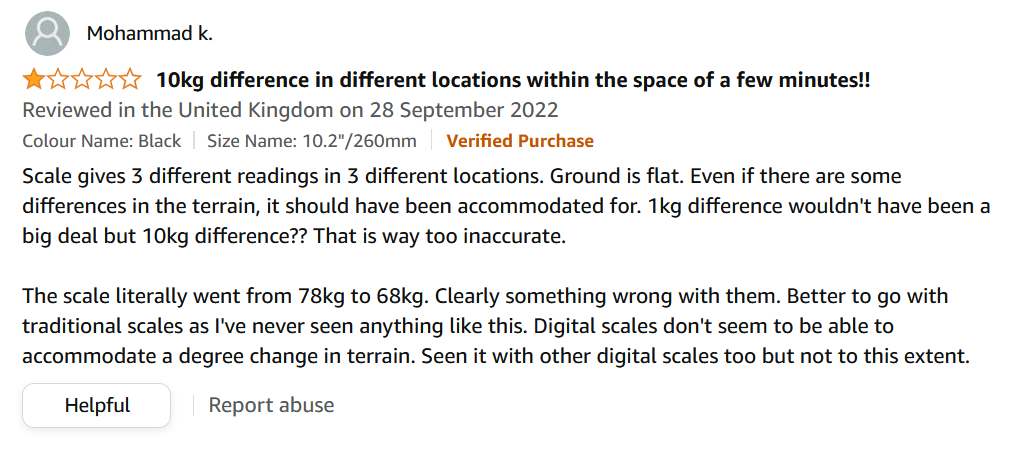 Mohammad k.
10kg difference in different locations within the space of a few minutes!!
Reviewed in the United Kingdom on 28 September 2022
Colour Name: Black Size Name: 10.2"/260mm Verified Purchase
Scale gives 3 different readings in 3 different locations. Ground is flat. Even if there are some
differences in the terrain, it should have been accommodated for. 1kg difference wouldn't have been a
big deal but 10kg difference?? That is way too inaccurate.
The scale literally went from 78kg to 68kg. Clearly something wrong with them. Better to go with
traditional scales as I've never seen anything like this. Digital scales don't seem to be able to
accommodate a degree change in terrain. Seen it with other digital scales too but not to this extent.
Helpful Report abuse